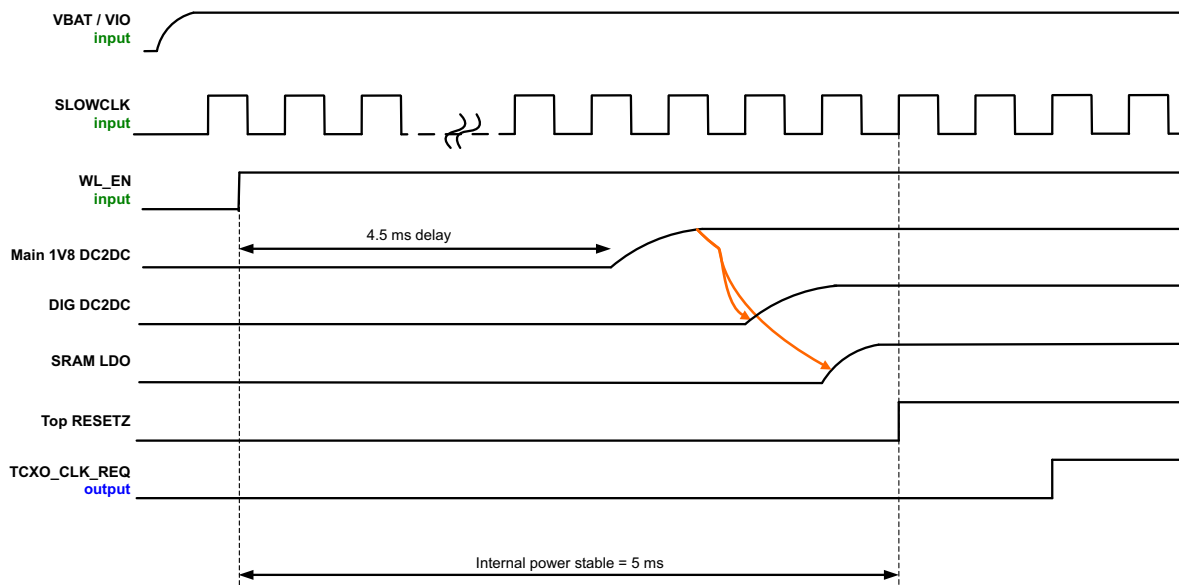 VBAT / VIO
input
SLOWCLK
input
WL_EN
input
4.5 ms delay
Main 1V8 DC2DC
DIG DC2DC
SRAM LDO
Top RESETZ
TCXO_CLK_REQ
output
Internal power stable = 5 ms